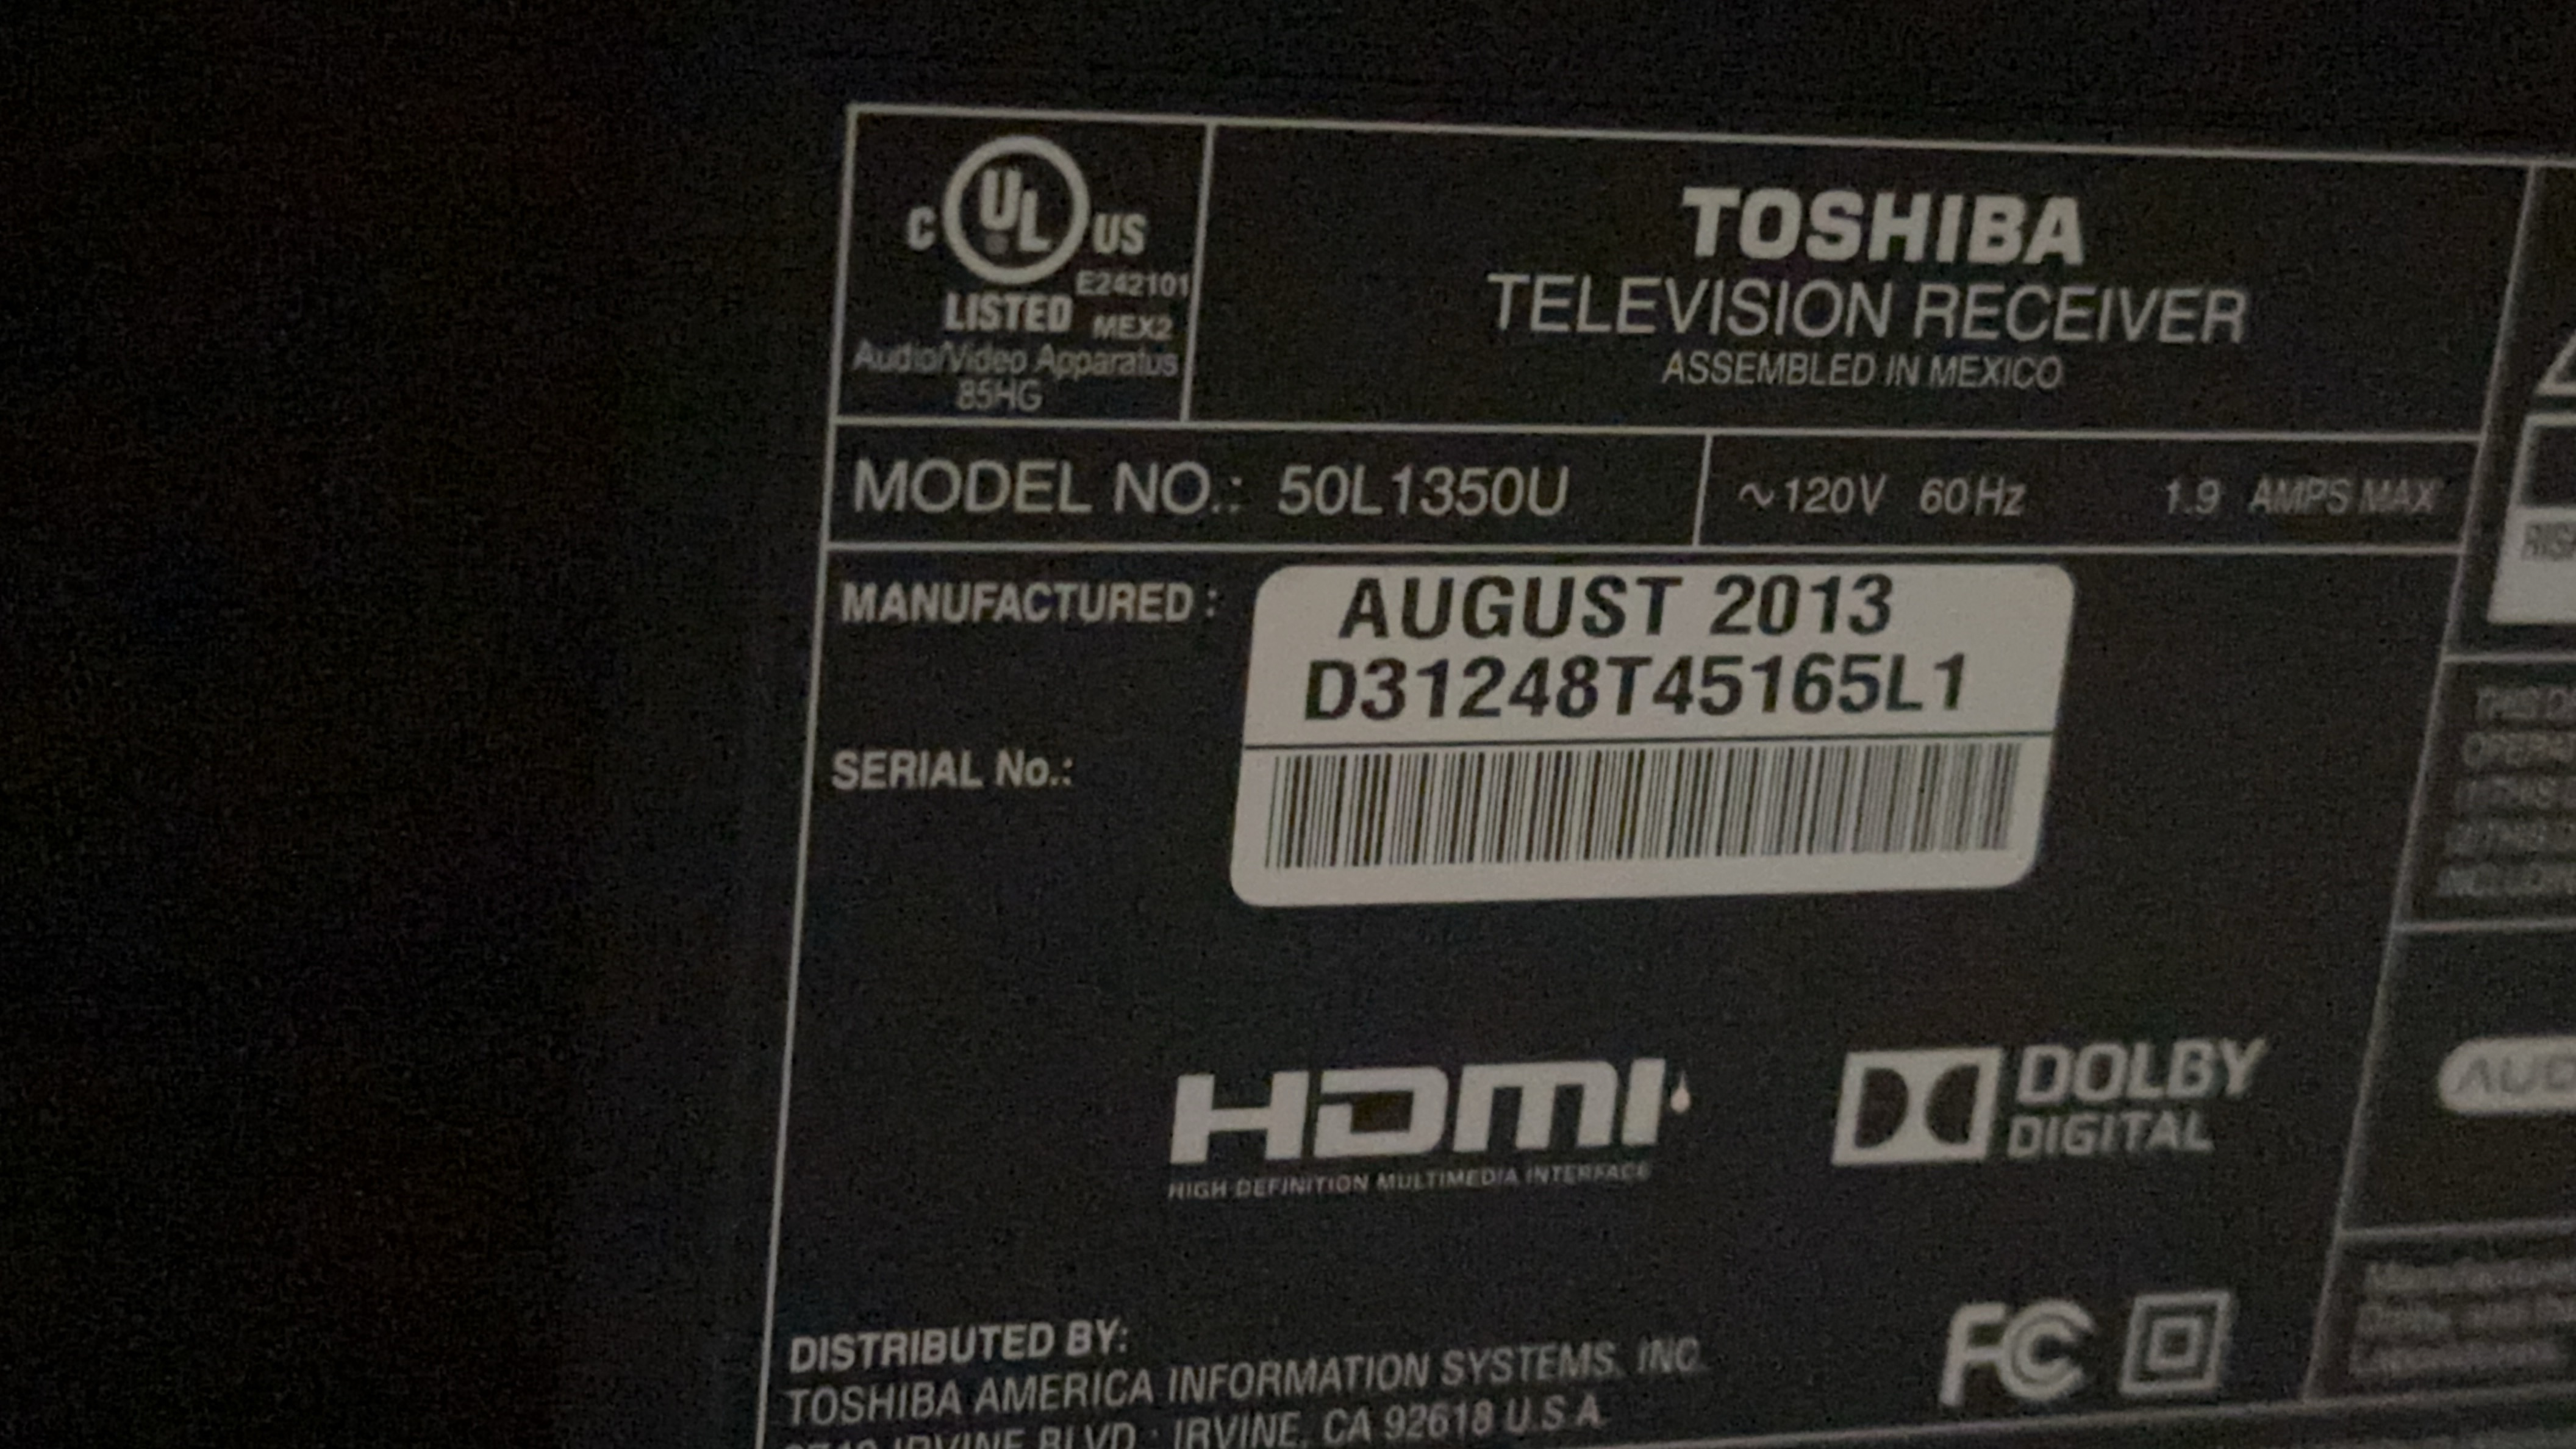 C UL US
E242101
LISTED MEX2
Audio/Video Apparatus
85HG
TOSHIBA
TELEVISION RECEIVER
ASSEMBLED IN MEXICO
MODEL NO.: 50L1350U
~120V 60Hz 1.9 AMPS MAX
MANUFACTURED: AUGUST 2013
D31248T45165L1
SERIAL No.:
HDMI
HIGH DEFINITION MULTIMEDIA INTERFACE
DOLBY
DIGITAL
DISTRIBUTED BY:
TOSHIBA AMERICA INFORMATION SYSTEMS, INC.
IRVINE BLVD. IRVINE, CA 92618 U.S.A.
FC